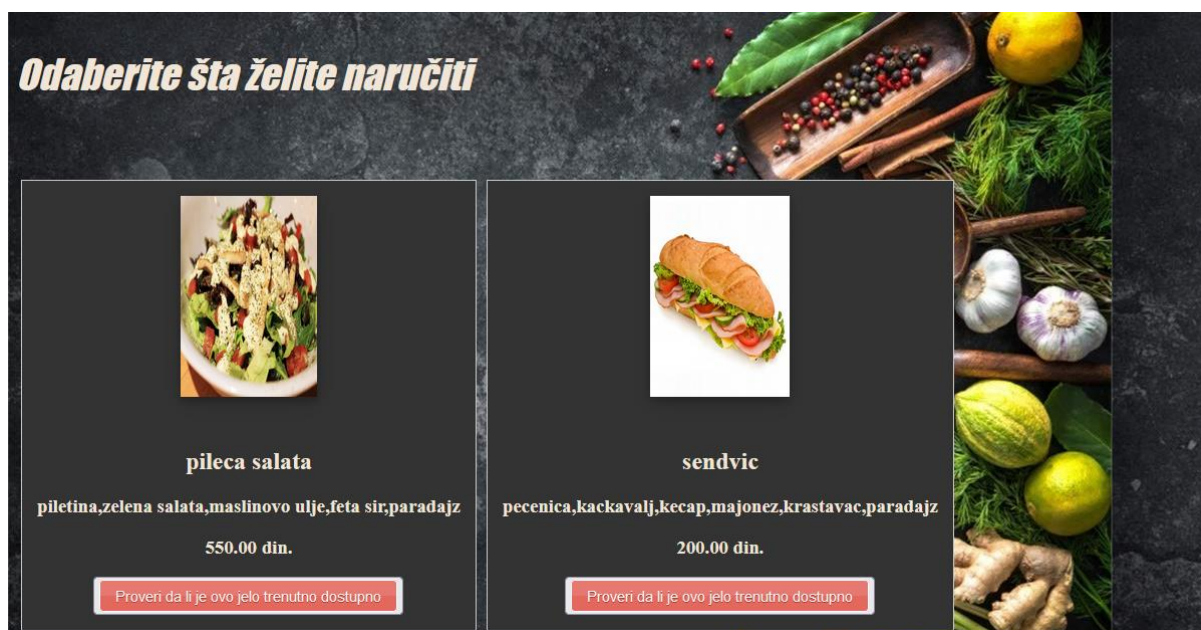 Odaberite šta želite naručiti
pileca salata
piletina,zelena salata,maslinovo ulje,feta sir,paradajz
550.00 din.
Proveri da li je ovo jelo trenutno dostupno
sendvic
pecenica,kackavalj,kecap,majonez,krastavac,paradajz
200.00 din.
Proveri da li je ovo jelo trenutno dostupno